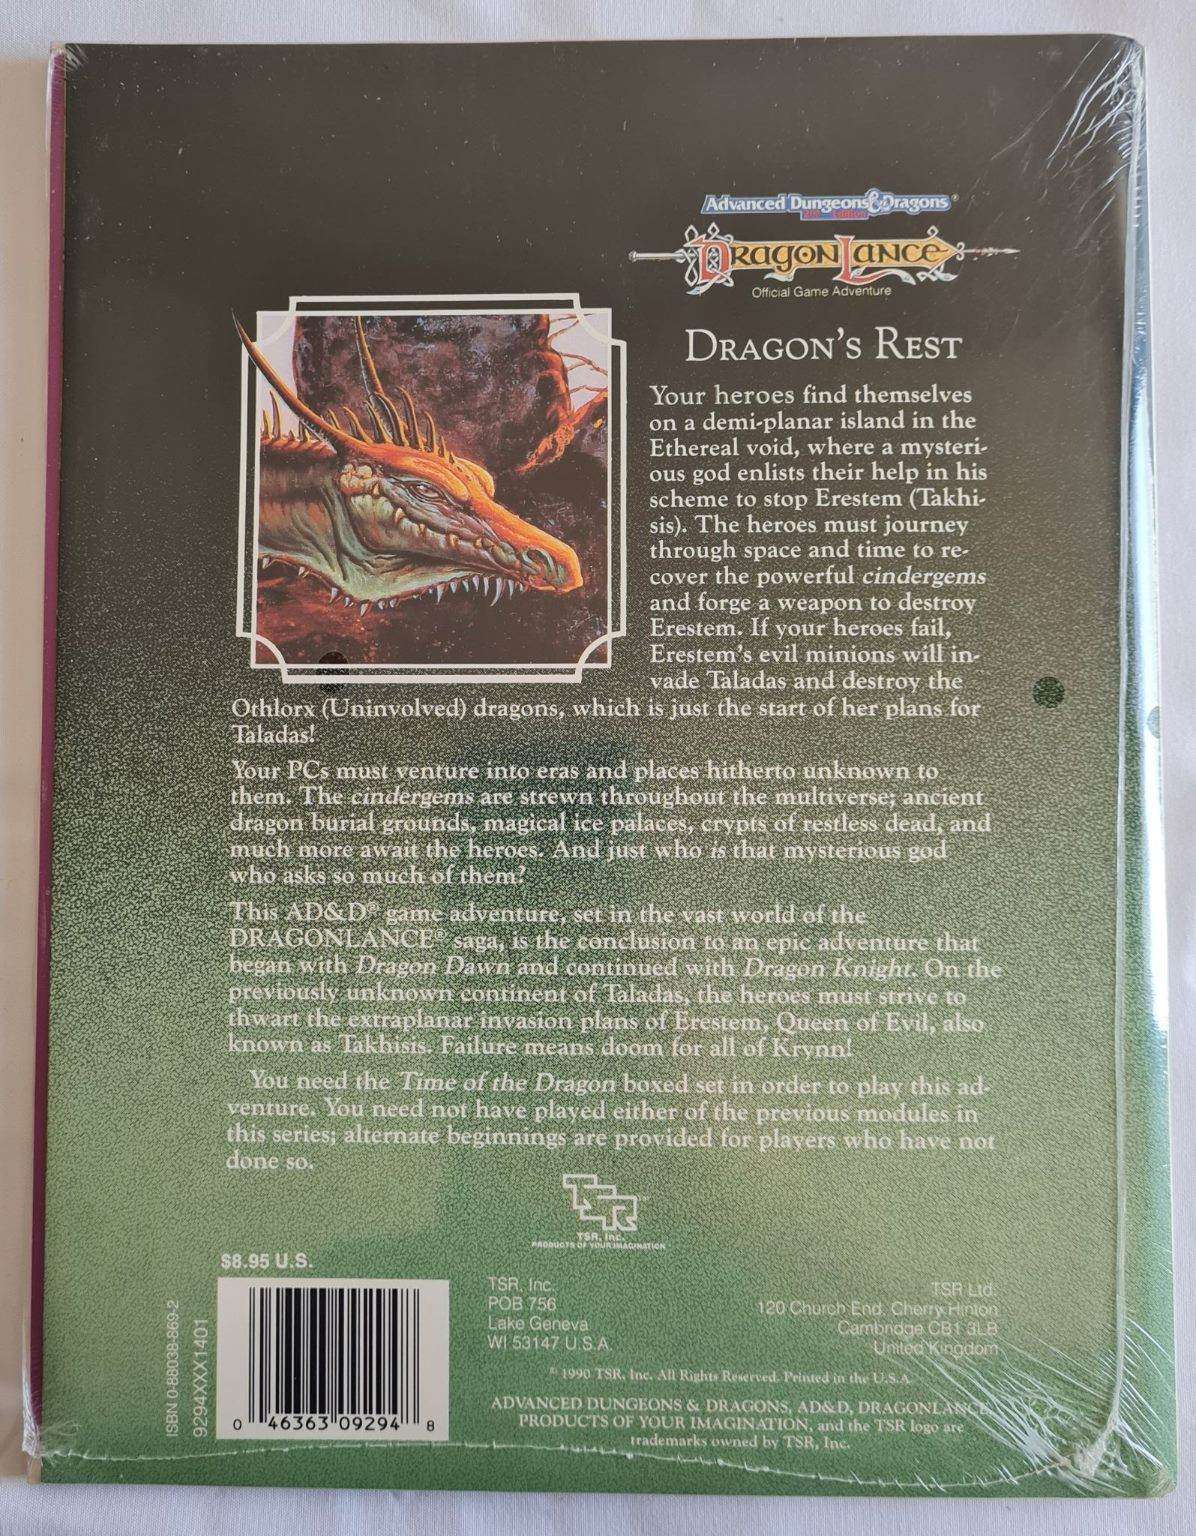 Advanced Dungeons & Dragons®
2nd Edition
DRAGONLANCE
Official Game Adventure
DRAGON'S REST
Your heroes find themselves
on a demi-planar island in the
Ethereal void, where a mysteri-
ous god enlists their help in his
scheme to stop Erestem (Takhi-
sis). The heroes must journey
through space and time to re-
cover the powerful cindergems
and forge a weapon to destroy
Erestem. If your heroes fail,
Erestem's evil minions will in-
vade Taladas and destroy the
Othlorx (Uninvolved) dragons, which is just the start of her plans for
Taladas!
Your PCs must venture into eras and places hitherto unknown to
them. The cindergems are strewn throughout the multiverse; ancient
dragon burial grounds, magical ice palaces, crypts of restless dead, and
much more await the heroes. And just who is that mysterious god
who asks so much of them?
This AD&D® game adventure, set in the vast world of the
DRAGONLANCE® saga, is the conclusion to an epic adventure that
began with Dragon Dawn and continued with Dragon Knight. On the
previously unknown continent of Taladas, the heroes must strive to
thwart the extraplanar invasion plans of Erestem, Queen of Evil, also
known as Takhisis. Failure means doom for all of Krynn!
You need the Time of the Dragon boxed set in order to play this ad-
venture. You need not have played either of the previous modules in
this series; alternate beginnings are provided for players who have not
done so.
TSR™
TSR, Inc.
PRODUCTS OF YOUR IMAGINATION
$8.95 U.S.
ISBN 0-88038-869-2
9294XXX1401
0 46363 09294 8
TSR, Inc.
POB 756
Lake Geneva
WI 53147 U.S.A.
TSR Ltd.
120 Church End, Cherry Hinton
Cambridge CB1 3LB
United Kingdom
© 1990 TSR, Inc. All Rights Reserved. Printed in the U.S.A.
ADVANCED DUNGEONS & DRAGONS, AD&D, DRAGONLANCE,
PRODUCTS OF YOUR IMAGINATION, and the TSR logo are
trademarks owned by TSR, Inc.